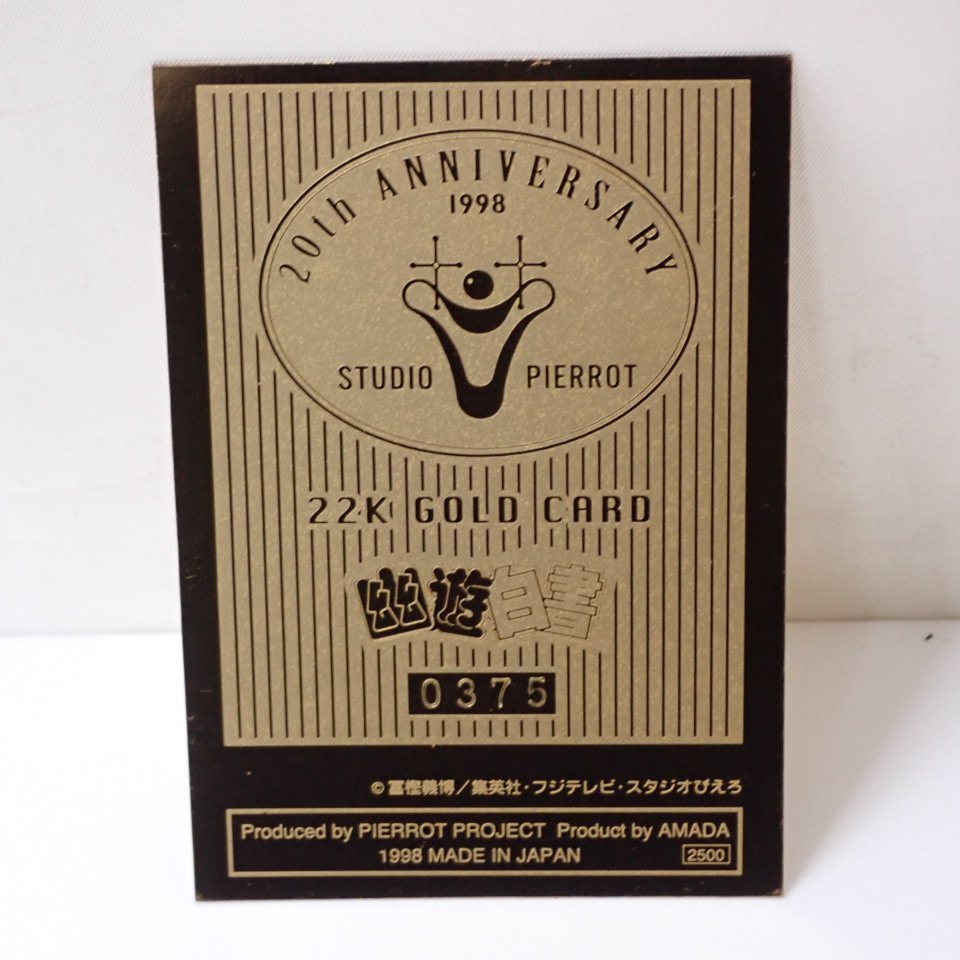 20th ANNIVERSARY
1998
STUDIO PIERROT
22K GOLD CARD
幽遊白書
0375
©冨樫義博／集英社・フジテレビ・スタジオぴえろ
Produced by PIERROT PROJECT Product by AMADA
1998 MADE IN JAPAN 2500